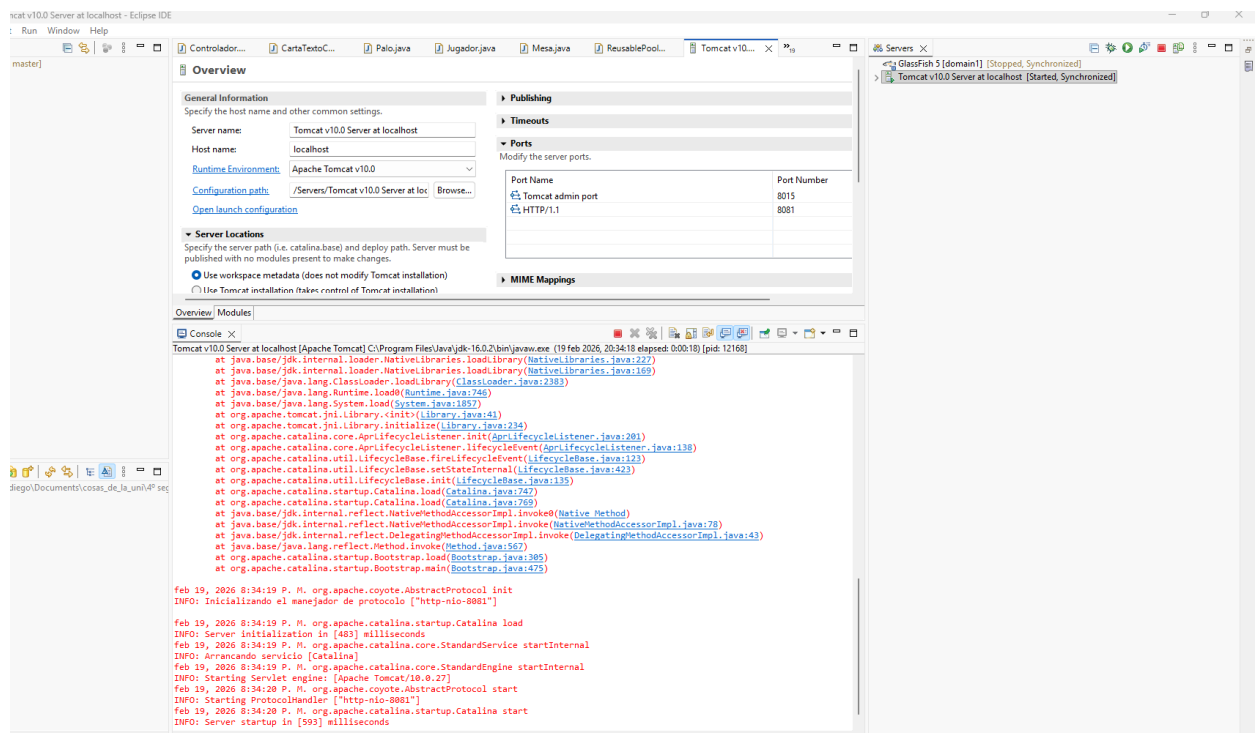 ncat v10.0 Server at localhost - Eclipse IDE
Run Window Help
master]
Controlador....
CartaTextoC...
Palo.java
Jugador.java
Mesa.java
ReusablePool...
Tomcat v10....
»19
Overview
General Information
Specify the host name and other common settings.
Server name:
Tomcat v10.0 Server at localhost
Host name:
localhost
Runtime Environment:
Apache Tomcat v10.0
Configuration path:
/Servers/Tomcat v10.0 Server at loc
Browse...
Open launch configuration
Server Locations
Specify the server path (i.e. catalina.base) and deploy path. Server must be
published with no modules present to make changes.
Use workspace metadata (does not modify Tomcat installation)
Use Tomcat installation (takes control of Tomcat installation)
Publishing
Timeouts
Ports
Modify the server ports.
Port Name Port Number
Tomcat admin port 8015
HTTP/1.1 8081
MIME Mappings
Overview Modules
Servers
GlassFish 5 [domain1] [Stopped, Synchronized]
Tomcat v10.0 Server at localhost [Started, Synchronized]
diego\Documents\cosas_de_la_uni\4º seg
Console
Tomcat v10.0 Server at localhost [Apache Tomcat] C:\Program Files\Java\jdk-16.0.2\bin\javaw.exe (19 feb 2026, 20:34:18 elapsed: 0:00:18) [pid: 12168]
at java.base/jdk.internal.loader.NativeLibraries.loadLibrary(NativeLibraries.java:227)
at java.base/jdk.internal.loader.NativeLibraries.loadLibrary(NativeLibraries.java:169)
at java.base/java.lang.ClassLoader.loadLibrary(ClassLoader.java:2383)
at java.base/java.lang.Runtime.load0(Runtime.java:746)
at java.base/java.lang.System.load(System.java:1857)
at org.apache.tomcat.jni.Library.<init>(Library.java:41)
at org.apache.tomcat.jni.Library.initialize(Library.java:234)
at org.apache.catalina.core.AprLifecycleListener.init(AprLifecycleListener.java:201)
at org.apache.catalina.core.AprLifecycleListener.lifecycleEvent(AprLifecycleListener.java:138)
at org.apache.catalina.util.LifecycleBase.fireLifecycleEvent(LifecycleBase.java:123)
at org.apache.catalina.util.LifecycleBase.setStateInternal(LifecycleBase.java:423)
at org.apache.catalina.util.LifecycleBase.init(LifecycleBase.java:135)
at org.apache.catalina.startup.Catalina.load(Catalina.java:747)
at org.apache.catalina.startup.Catalina.load(Catalina.java:769)
at java.base/jdk.internal.reflect.NativeMethodAccessorImpl.invoke0(Native Method)
at java.base/jdk.internal.reflect.NativeMethodAccessorImpl.invoke(NativeMethodAccessorImpl.java:78)
at java.base/jdk.internal.reflect.DelegatingMethodAccessorImpl.invoke(DelegatingMethodAccessorImpl.java:43)
at java.base/java.lang.reflect.Method.invoke(Method.java:567)
at org.apache.catalina.startup.Bootstrap.load(Bootstrap.java:305)
at org.apache.catalina.startup.Bootstrap.main(Bootstrap.java:475)
feb 19, 2026 8:34:19 P. M. org.apache.coyote.AbstractProtocol init
INFO: Inicializando el manejador de protocolo ["http-nio-8081"]
feb 19, 2026 8:34:19 P. M. org.apache.catalina.startup.Catalina load
INFO: Server initialization in [483] milliseconds
feb 19, 2026 8:34:19 P. M. org.apache.catalina.core.StandardService startInternal
INFO: Arrancando servicio [Catalina]
feb 19, 2026 8:34:19 P. M. org.apache.catalina.core.StandardEngine startInternal
INFO: Starting Servlet engine: [Apache Tomcat/10.0.27]
feb 19, 2026 8:34:20 P. M. org.apache.coyote.AbstractProtocol start
INFO: Starting ProtocolHandler ["http-nio-8081"]
feb 19, 2026 8:34:20 P. M. org.apache.catalina.startup.Catalina start
INFO: Server startup in [593] milliseconds